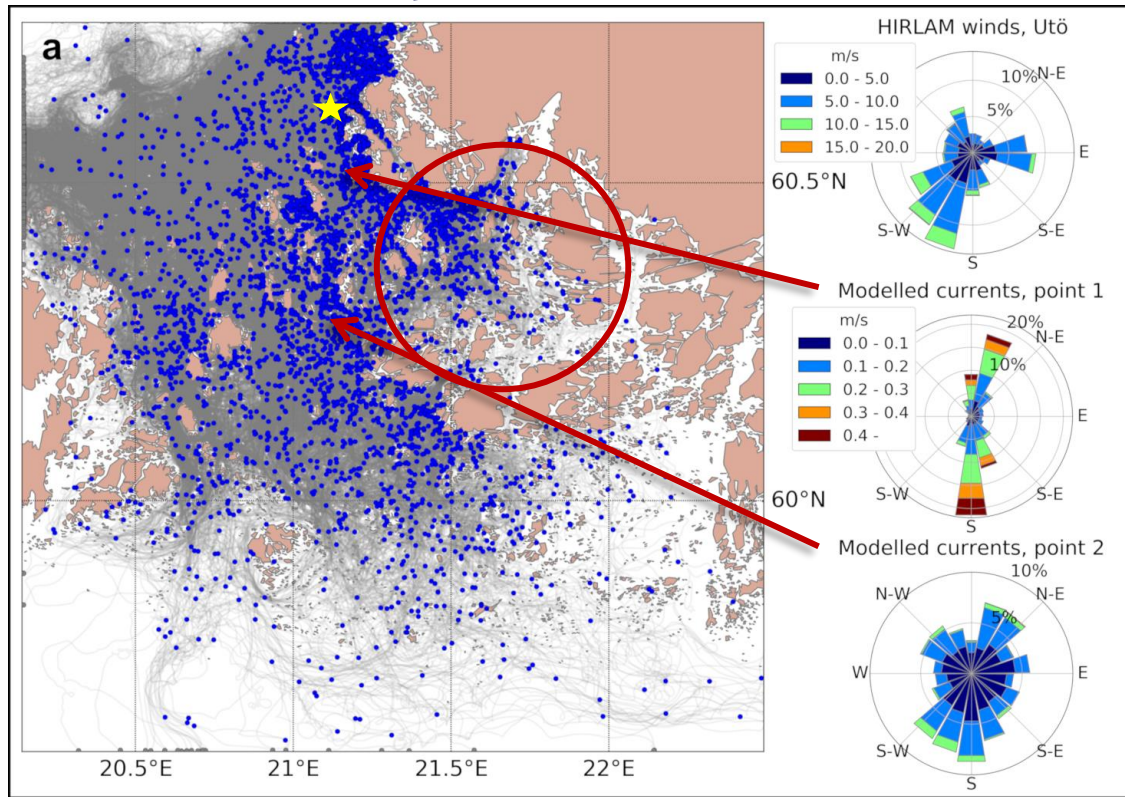 a
20.5°E
21°E
21.5°E
22°E
60.5°N
60°N
HIRLAM winds, Utö
m/s
0.0 - 5.0
5.0 - 10.0
10.0 - 15.0
15.0 - 20.0
10%
5%
N-E
E
S-E
S
S-W
Modelled currents, point 1
m/s
0.0 - 0.1
0.1 - 0.2
0.2 - 0.3
0.3 - 0.4
0.4 -
20%
10%
N-E
E
S-E
S
S-W
Modelled currents, point 2
10%
5%
N-W
N-E
W
E
S-W
S-E
S